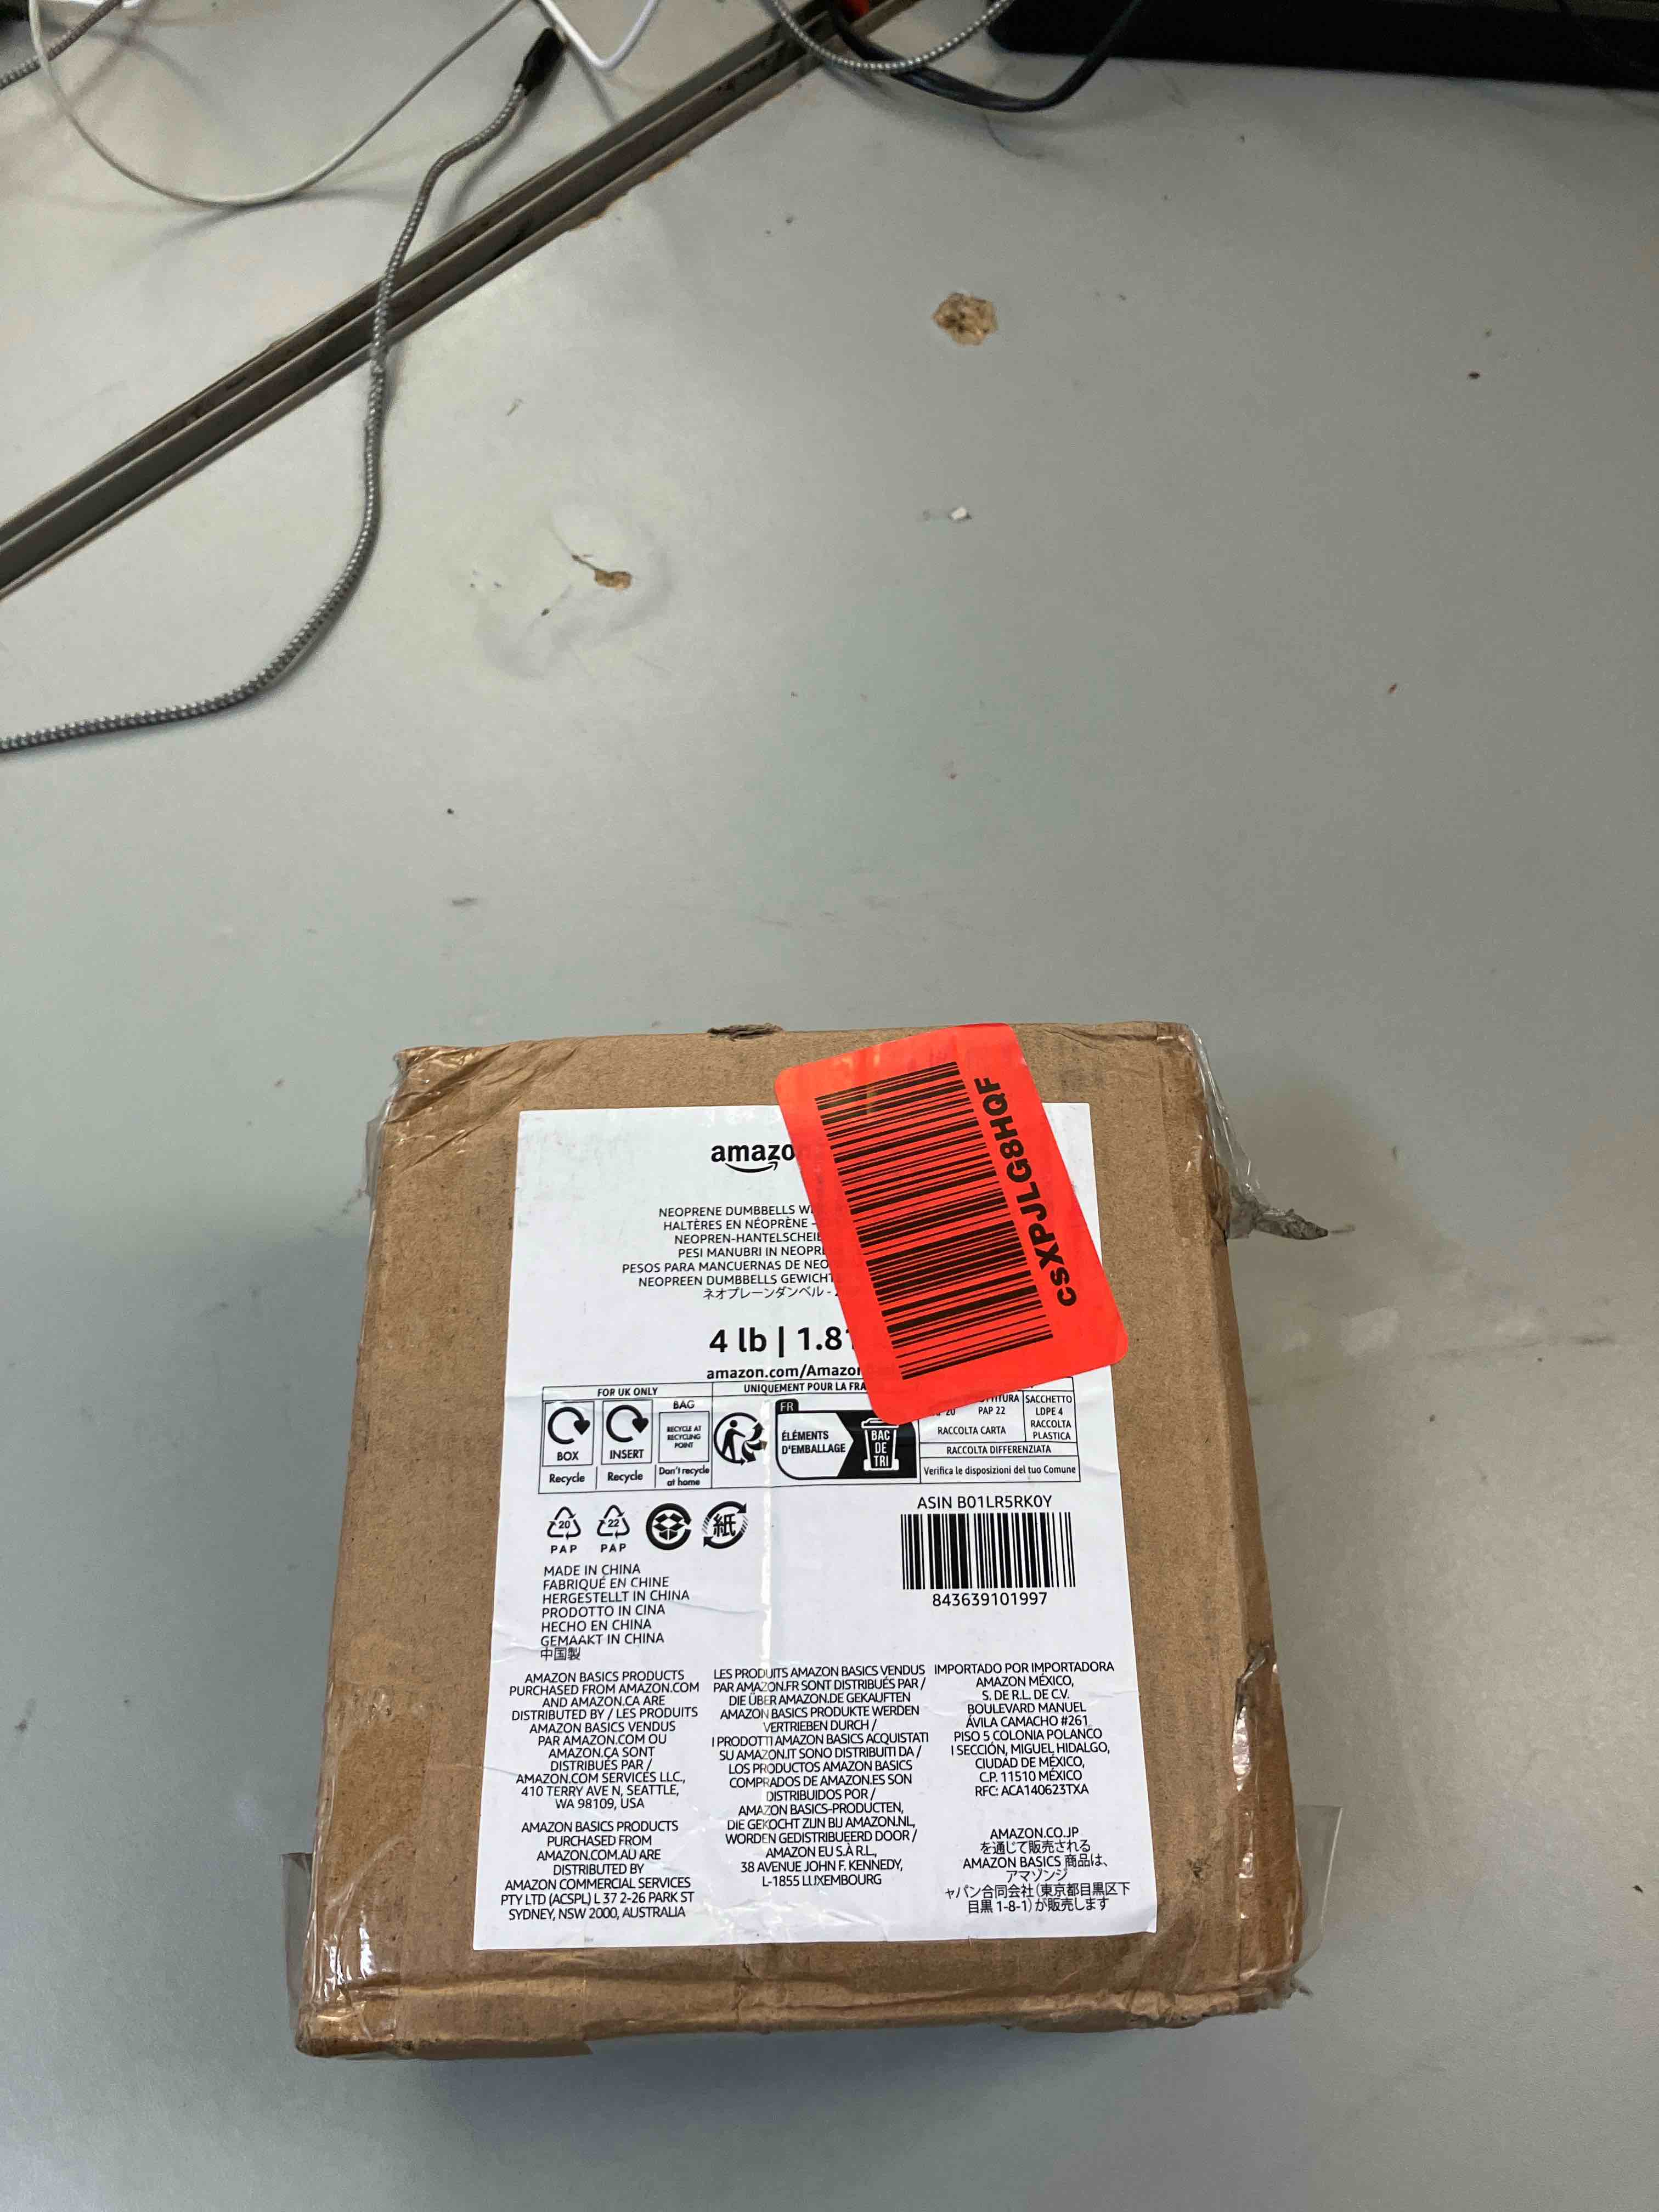 csXPJLG8HQF
amazo
NEOPRENE DUMBBELLS
HALTÈRES EN NÉOPRÈNE -
NEOPREN-HANTELSCHEIB
PESI MANUBRI IN NEOPR
PESOS PARA MANCUERNAS DE NEO
NEOPREEN DUMBBELLS GEWICHT
ネオプレーンダンベル -
4 lb | 1.81
amazon.com/Amazo
FOR UK ONLY
BOX
Recycle
INSERT
Recycle
BAG
RECYCLE AT
RECYCLING
POINT
Don't recycle
at home
UNIQUEMENT POUR LA FRA
FR
ÉLÉMENTS
D'EMBALLAGE
BAC
DE
TRI
20
PAP 22
RACCOLTA CARTA
SACCHETTO
LDPE 4
RACCOLTA
PLASTICA
RACCOLTA DIFFERENZIATA
Verifica le disposizioni del tuo Comune
20
PAP
22
PAP
紙
ASIN B01LR5RK0Y
843639101997
MADE IN CHINA
FABRIQUÉ EN CHINE
HERGESTELLT IN CHINA
PRODOTTO IN CINA
HECHO EN CHINA
GEMAAKT IN CHINA
中国製
AMAZON BASICS PRODUCTS
PURCHASED FROM AMAZON.COM
AND AMAZON.CA ARE
DISTRIBUTED BY / LES PRODUITS
AMAZON BASICS VENDUS
PAR AMAZON.COM OU
AMAZON.CA SONT
DISTRIBUÉS PAR /
AMAZON.COM SERVICES LLC.,
410 TERRY AVE N, SEATTLE,
WA 98109, USA
AMAZON BASICS PRODUCTS
PURCHASED FROM
AMAZON.COM.AU ARE
DISTRIBUTED BY
AMAZON COMMERCIAL SERVICES
PTY LTD (ACSPL) L 37 2-26 PARK ST
SYDNEY, NSW 2000, AUSTRALIA
LES PRODUITS AMAZON BASICS VENDUS
PAR AMAZON.FR SONT DISTRIBUÉS PAR /
DIE ÜBER AMAZON.DE GEKAUFTEN
AMAZON BASICS PRODUKTE WERDEN
VERTRIEBEN DURCH /
I PRODOTTI AMAZON BASICS ACQUISTATI
SU AMAZON.IT SONO DISTRIBUITI DA /
LOS PRODUCTOS AMAZON BASICS
COMPRADOS DE AMAZON.ES SON
DISTRIBUIDOS POR /
AMAZON BASICS-PRODUCTEN,
DIE GEKOCHT ZIJN BIJ AMAZON.NL,
WORDEN GEDISTRIBUEERD DOOR /
AMAZON EU S.À R.L.,
38 AVENUE JOHN F. KENNEDY,
L-1855 LUXEMBOURG
IMPORTADO POR IMPORTADORA
AMAZON MÉXICO,
S. DE R.L. DE C.V.
BOULEVARD MANUEL
ÁVILA CAMACHO #261
PISO 5 COLONIA POLANCO
I SECCIÓN, MIGUEL HIDALGO,
CIUDAD DE MÉXICO,
C.P. 11510 MÉXICO
RFC: ACA140623TXA
AMAZON.CO.JP
を通じて販売される
AMAZON BASICS 商品は、
アマゾンジ
ャパン合同会社（東京都目黒区下
目黒 1-8-1）が販売します